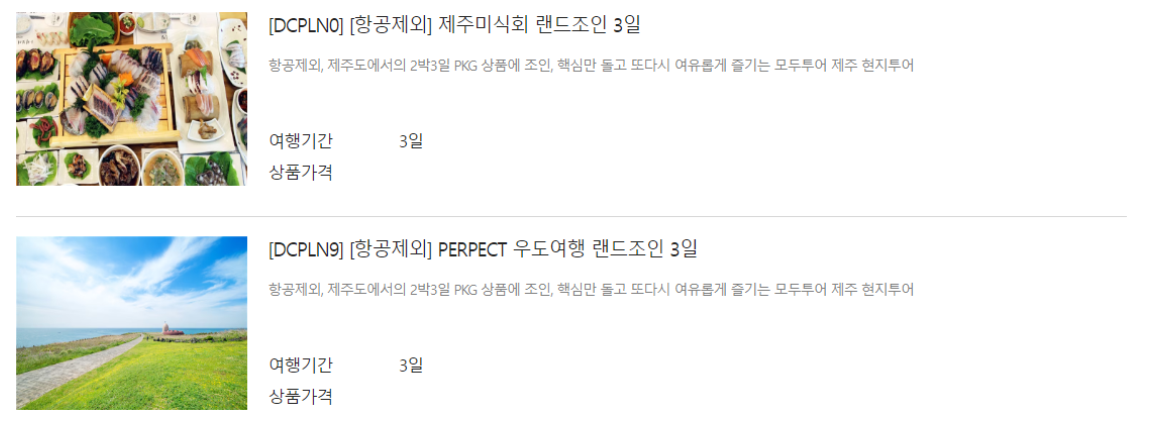 [DCPLN0] [항공제외] 제주미식회 랜드조인 3일
항공제외, 제주도에서의 2박3일 PKG 상품에 조인, 핵심만 돌고 또다시 여유롭게 즐기는 모두투어 제주 현지투어
여행기간 3일
상품가격
[DCPLN9] [항공제외] PERPECT 우도여행 랜드조인 3일
항공제외, 제주도에서의 2박3일 PKG 상품에 조인, 핵심만 돌고 또다시 여유롭게 즐기는 모두투어 제주 현지투어
여행기간 3일
상품가격